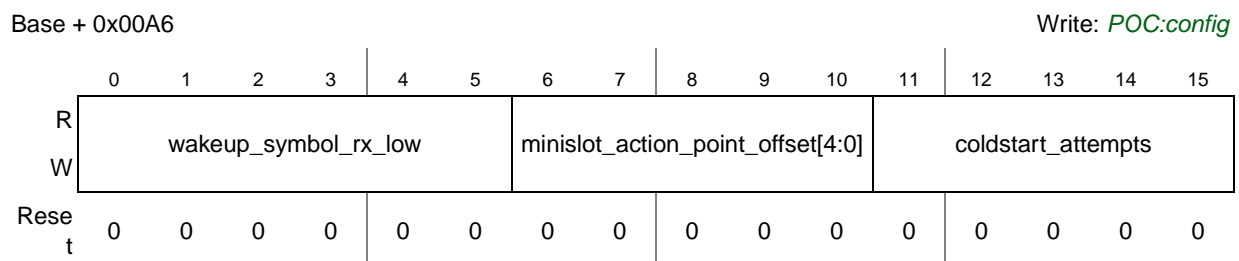 Base + 0x00A6 Write: POC:config
0 1 2 3 4 5 6 7 8 9 10 11 12 13 14 15
R
wakeup_symbol_rx_low minislot_action_point_offset[4:0] coldstart_attempts
W
Rese
t
0 0 0 0 0 0 0 0 0 0 0 0 0 0 0 0